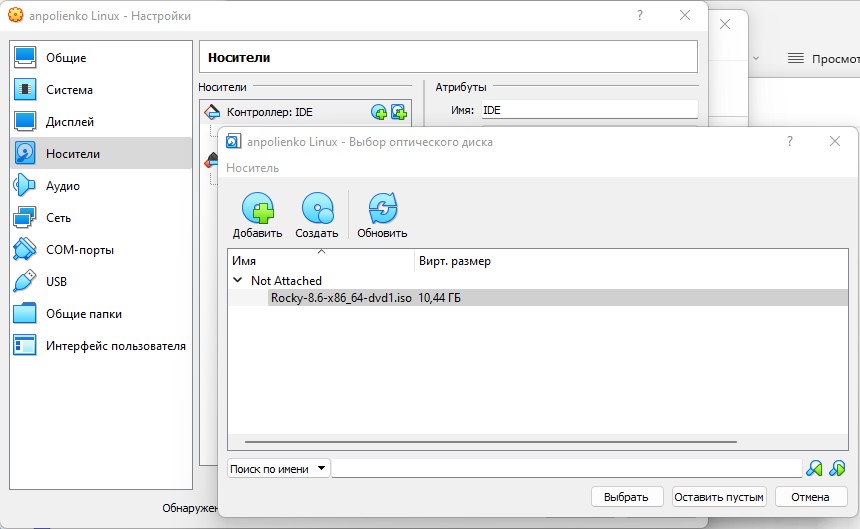 anpolienko Linux - Настройки
?
Просмот
Общие
Система
Дисплей
Носители
Аудио
Сеть
COM-порты
USB
Общие папки
Интерфейс пользователя
Носители
Носители
Контроллер: IDE
Атрибуты
Имя: IDE
anpolienko Linux - Выбор оптического диска
?
Носитель
Добавить Создать Обновить
Имя Вирт. размер
Not Attached
Rocky-8.6-x86_64-dvd1.iso 10,44 ГБ
Поиск по имени
Выбрать Оставить пустым Отмена
Обнаружен